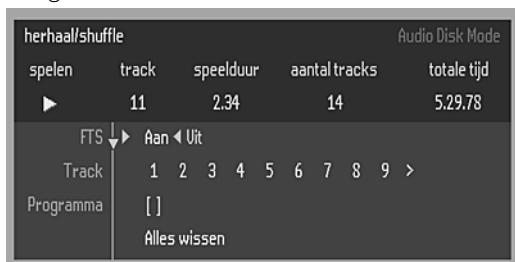 herhaal/shuffle Audio Disk Mode
spelen track speelduur aantal tracks totale tijd
11 2.34 14 5.29.78
FTS Aan Uit
Track 1 2 3 4 5 6 7 8 9 >
Programma [ ]
Alles wissen